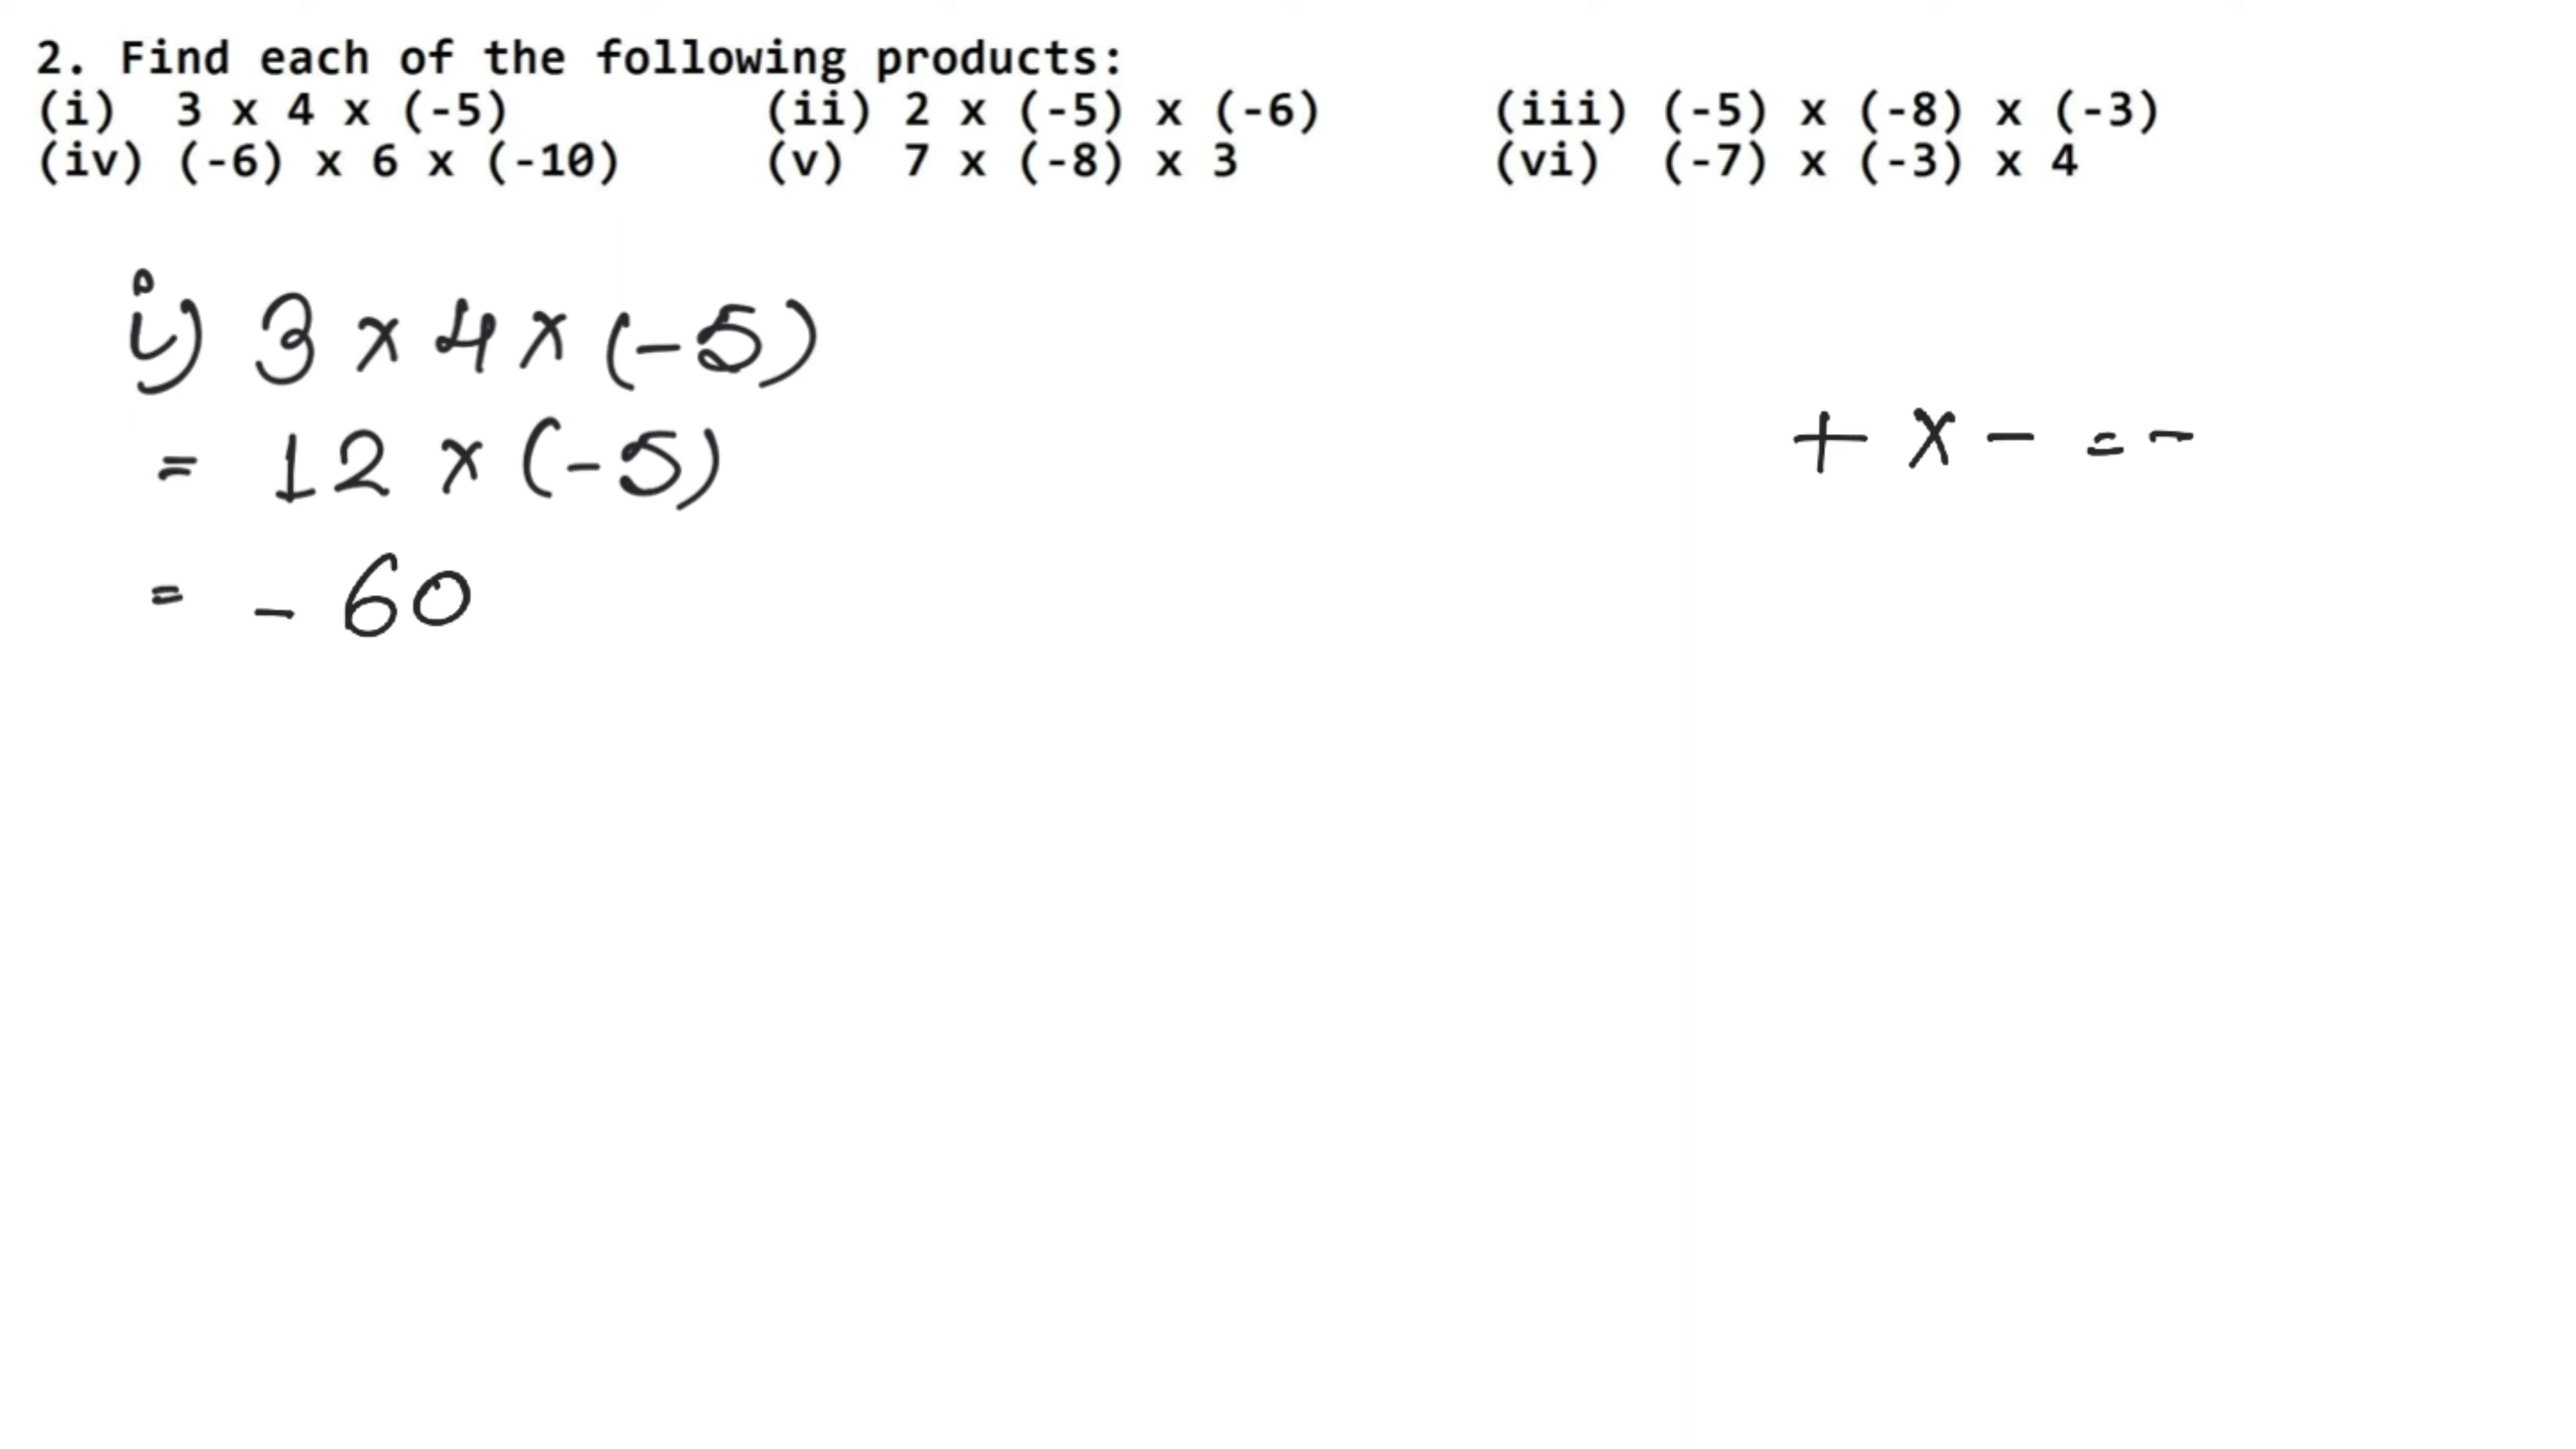 2. Find each of the following products:
(i) 3 x 4 x (-5) (ii) 2 x (-5) x (-6) (iii) (-5) x (-8) x (-3)
(iv) (-6) x 6 x (-10) (v) 7 x (-8) x 3 (vi) (-7) x (-3) x 4
i) 3 x 4 x (-5)
= 12 x (-5)
+ x - = -
= - 60